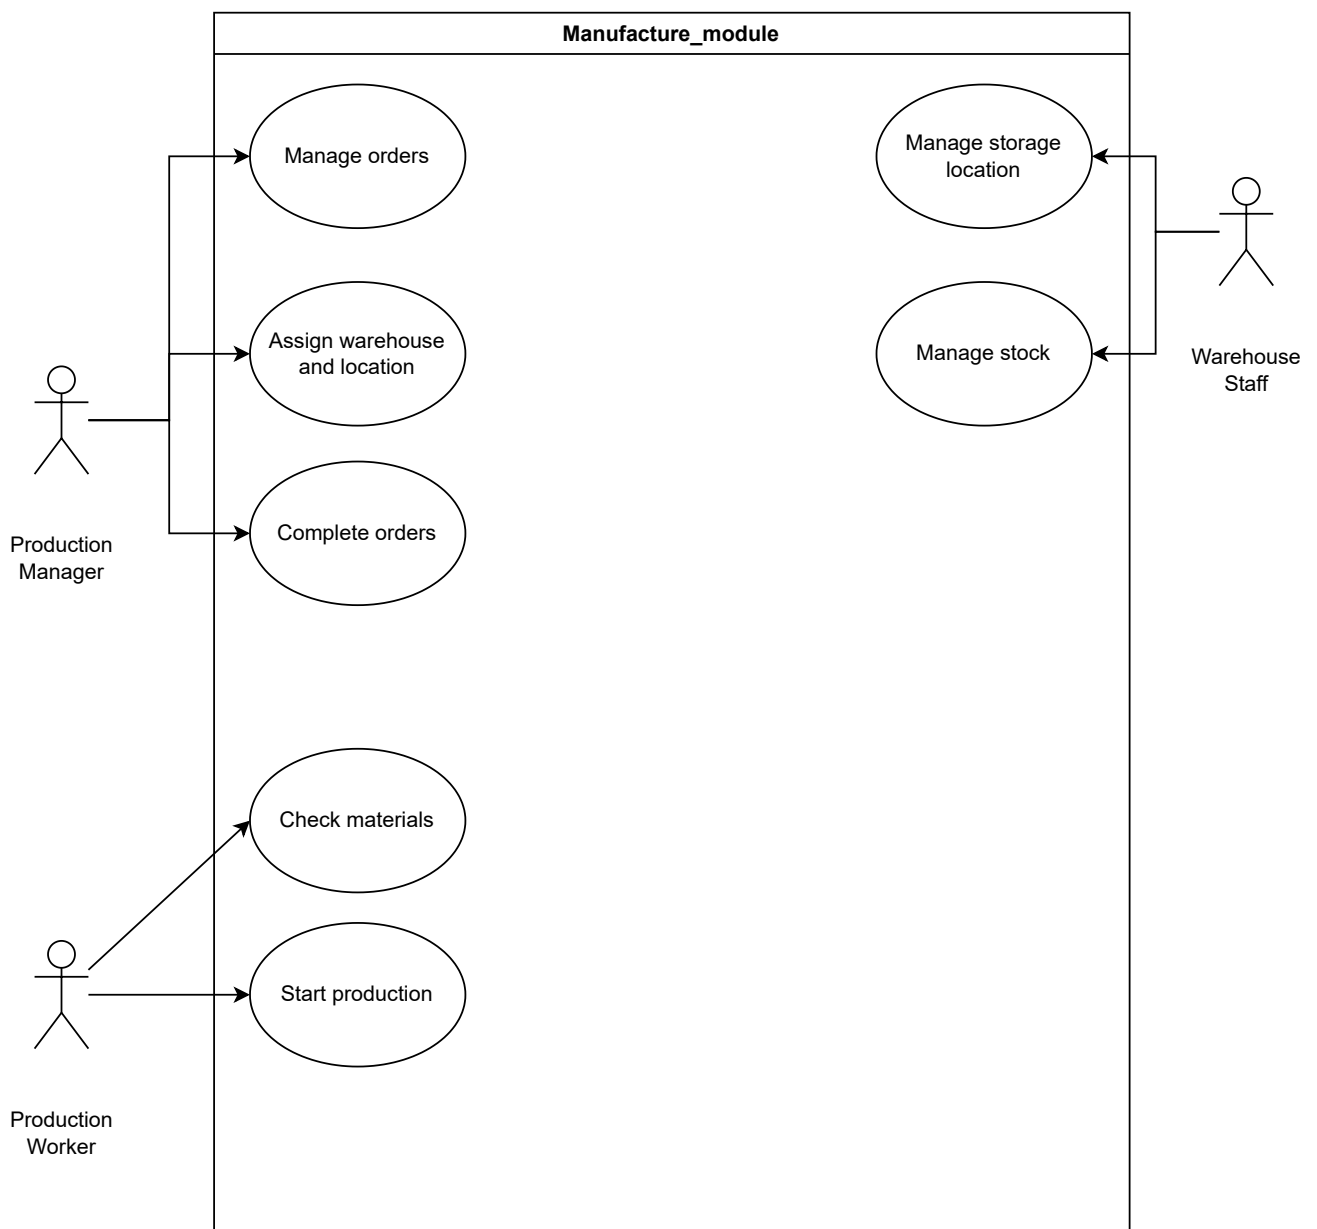 Manufacture_module
Manage orders
Manage storage
location
Assign warehouse
and location
Manage stock
Warehouse
Staff
Complete orders
Production
Manager
Check materials
Start production
Production
Worker